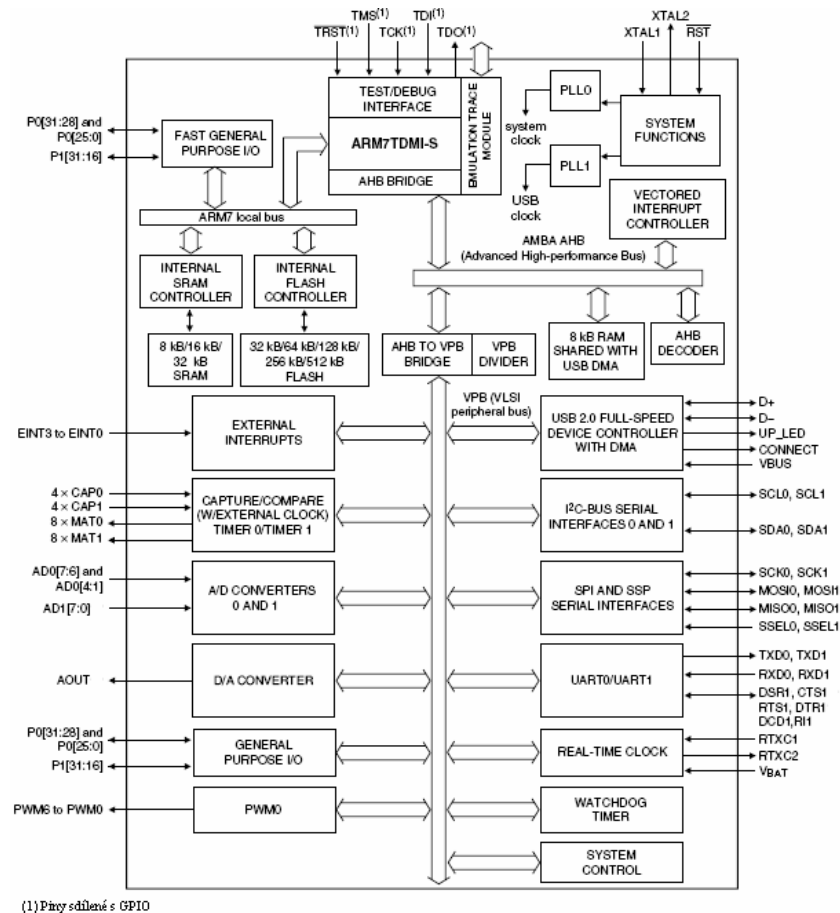 TMS(1)
TDI(1)
XTAL2
TRST(1)
TCK(1)
TDO(1)
XTAL1
RST
TEST/DEBUG
INTERFACE
ARM7TDMI-S
AHB BRIDGE
EMULATION TRACE
MODULE
PLL0
system
clock
PLL1
USB
clock
SYSTEM
FUNCTIONS
P0[31:28] and
P0[25:0]
P1[31:16]
FAST GENERAL
PURPOSE I/O
VECTORED
INTERRUPT
CONTROLLER
ARM7 local bus
AMBA AHB
(Advanced High-performance Bus)
INTERNAL
SRAM
CONTROLLER
INTERNAL
FLASH
CONTROLLER
8 kB/16 kB/
32 kB
SRAM
32 kB/64 kB/128 kB/
256 kB/512 kB
FLASH
AHB TO VPB
BRIDGE
VPB
DIVIDER
8 kB RAM
SHARED WITH
USB DMA
AHB
DECODER
VPB (VLSI
peripheral bus)
EINT3 to EINT0
EXTERNAL
INTERRUPTS
USB 2.0 FULL-SPEED
DEVICE CONTROLLER
WITH DMA
D+
D−
UP_LED
CONNECT
VBUS
4 × CAP0
4 × CAP1
8 × MAT0
8 × MAT1
CAPTURE/COMPARE
(W/EXTERNAL CLOCK)
TIMER 0/TIMER 1
I²C-BUS SERIAL
INTERFACES 0 AND 1
SCL0, SCL1
SDA0, SDA1
AD0[7:6] and
AD0[4:1]
AD1[7:0]
A/D CONVERTERS
0 AND 1
SPI AND SSP
SERIAL INTERFACES
SCK0, SCK1
MOSI0, MOSI1
MISO0, MISO1
SSEL0, SSEL1
AOUT
D/A CONVERTER
UART0/UART1
TXD0, TXD1
RXD0, RXD1
DSR1, CTS1
RTS1, DTR1
DCD1,RI1
P0[31:28] and
P0[25:0]
P1[31:16]
GENERAL
PURPOSE I/O
REAL-TIME CLOCK
RTXC1
RTXC2
VBAT
PWM6 to PWM0
PWM0
WATCHDOG
TIMER
SYSTEM
CONTROL
(1) Piny sdílené s GPIO